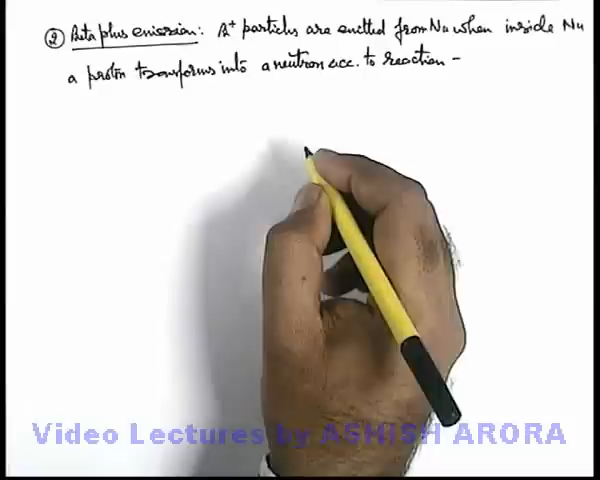 ② Beta plus emission : β⁺ particles are emitted from Nu when inside Nu
a proton transforms into a neutron acc. to reaction –
Video Lectures by ASHISH ARORA